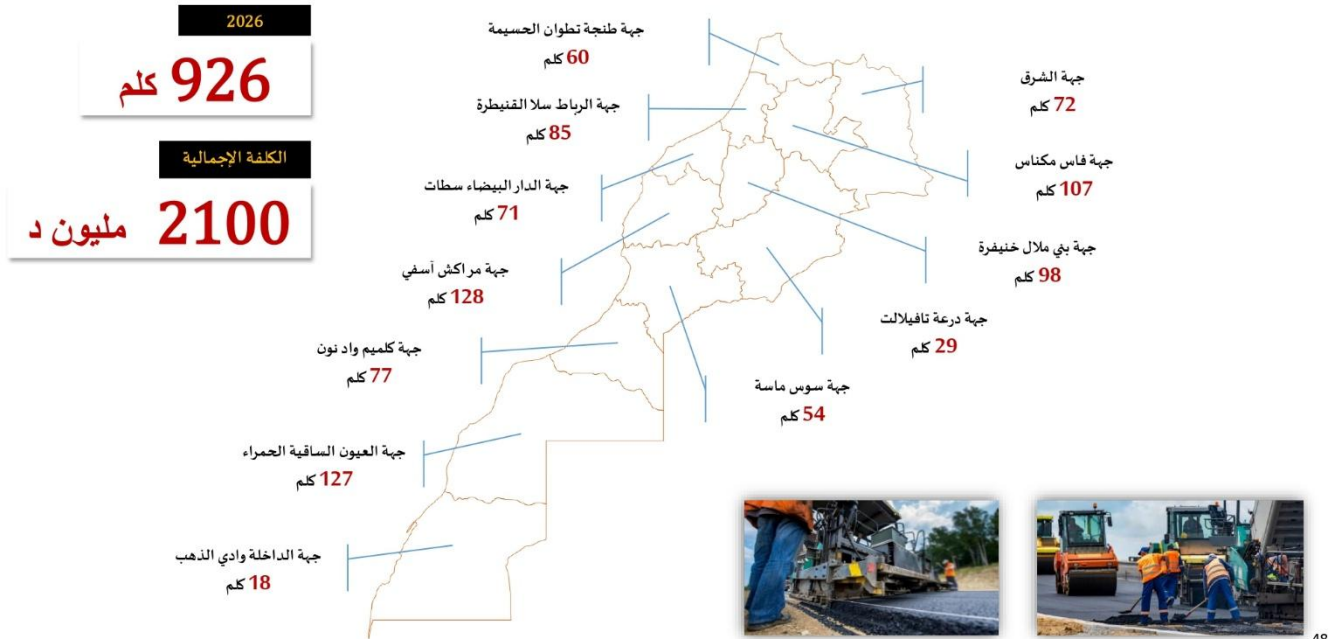 2026
926 كلم
الكلفة الإجمالية
2100 مليون د
جهة طنجة تطوان الحسيمة
60 كلم
جهة الشرق
72 كلم
جهة الرباط سلا القنيطرة
85 كلم
جهة فاس مكناس
107 كلم
جهة الدار البيضاء سطات
71 كلم
جهة بني ملال خنيفرة
98 كلم
جهة مراكش آسفي
128 كلم
جهة درعة تافيلالت
29 كلم
جهة كلميم واد نون
77 كلم
جهة سوس ماسة
54 كلم
جهة العيون الساقية الحمراء
127 كلم
جهة الداخلة وادي الذهب
18 كلم